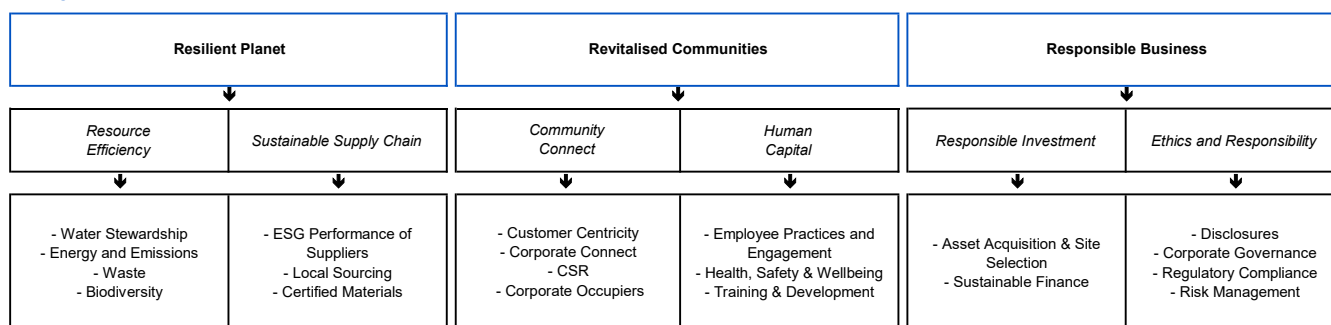 Resilient Planet
Revitalised Communities
Responsible Business
Resource
Efficiency
Sustainable Supply Chain
Community
Connect
Human
Capital
Responsible Investment
Ethics and Responsibility
- Water Stewardship
- Energy and Emissions
- Waste
- Biodiversity
- ESG Performance of
Suppliers
- Local Sourcing
- Certified Materials
- Customer Centricity
- Corporate Connect
- CSR
- Corporate Occupiers
- Employee Practices and
Engagement
- Health, Safety & Wellbeing
- Training & Development
- Asset Acquisition & Site
Selection
- Sustainable Finance
- Disclosures
- Corporate Governance
- Regulatory Compliance
- Risk Management